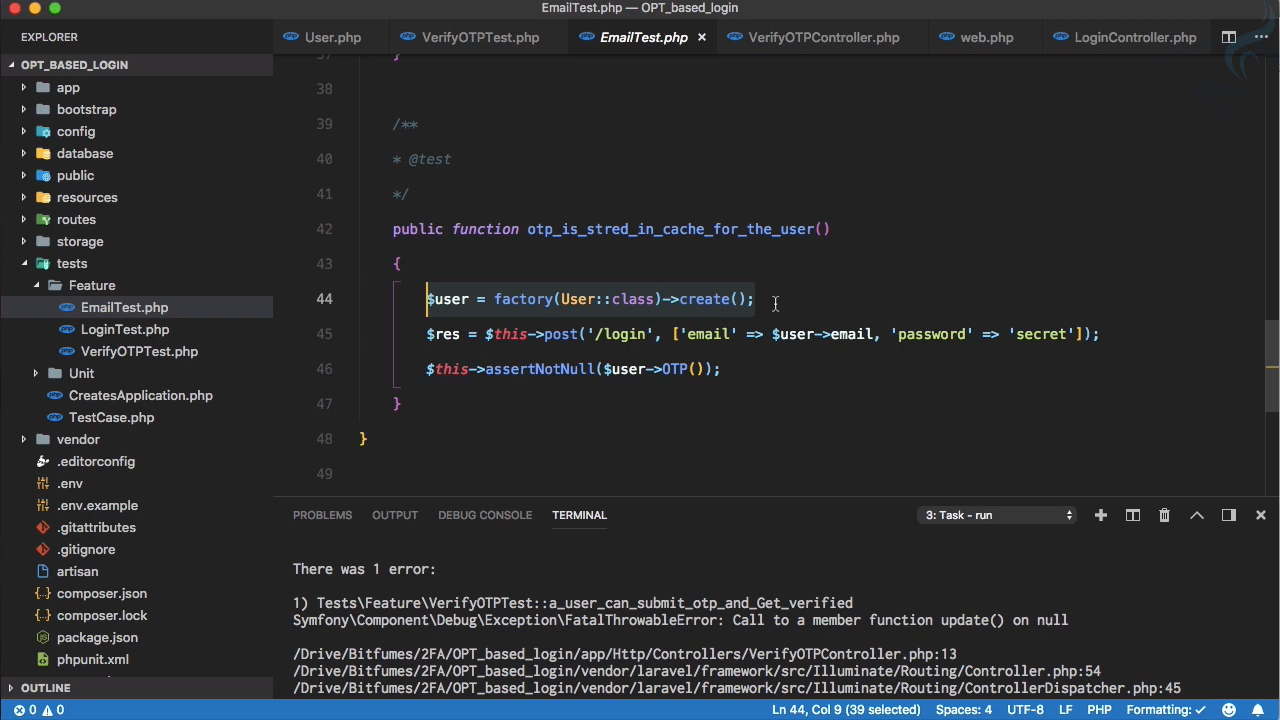 EmailTest.php — OPT_based_login
EXPLORER
User.php
VerifyOTPTest.php
EmailTest.php ×
VerifyOTPController.php
web.php
LoginController.php
OPT_BASED_LOGIN
app
bootstrap
config
database
public
resources
routes
storage
tests
Feature
EmailTest.php
LoginTest.php
VerifyOTPTest.php
Unit
CreatesApplication.php
TestCase.php
vendor
.editorconfig
.env
.env.example
.gitattributes
.gitignore
artisan
composer.json
composer.lock
package.json
phpunit.xml
OUTLINE
37 }
38
39 /**
40 * @test
41 */
42 public function otp_is_stred_in_cache_for_the_user()
43 {
44 $user = factory(User::class)->create();
45 $res = $this->post('/login', ['email' => $user->email, 'password' => 'secret']);
46 $this->assertNotNull($user->OTP());
47 }
48 }
49
PROBLEMS OUTPUT DEBUG CONSOLE TERMINAL 3: Task - run
There was 1 error:
1) Tests\Feature\VerifyOTPTest::a_user_can_submit_otp_and_Get_verified
Symfony\Component\Debug\Exception\FatalThrowableError: Call to a member function update() on null
/Drive/Bitfumes/2FA/OPT_based_login/app/Http/Controllers/VerifyOTPController.php:13
/Drive/Bitfumes/2FA/OPT_based_login/vendor/laravel/framework/src/Illuminate/Routing/Controller.php:54
/Drive/Bitfumes/2FA/OPT_based_login/vendor/laravel/framework/src/Illuminate/Routing/ControllerDispatcher.php:45
0 0 Ln 44, Col 9 (39 selected) Spaces: 4 UTF-8 LF PHP Formatting: ✓